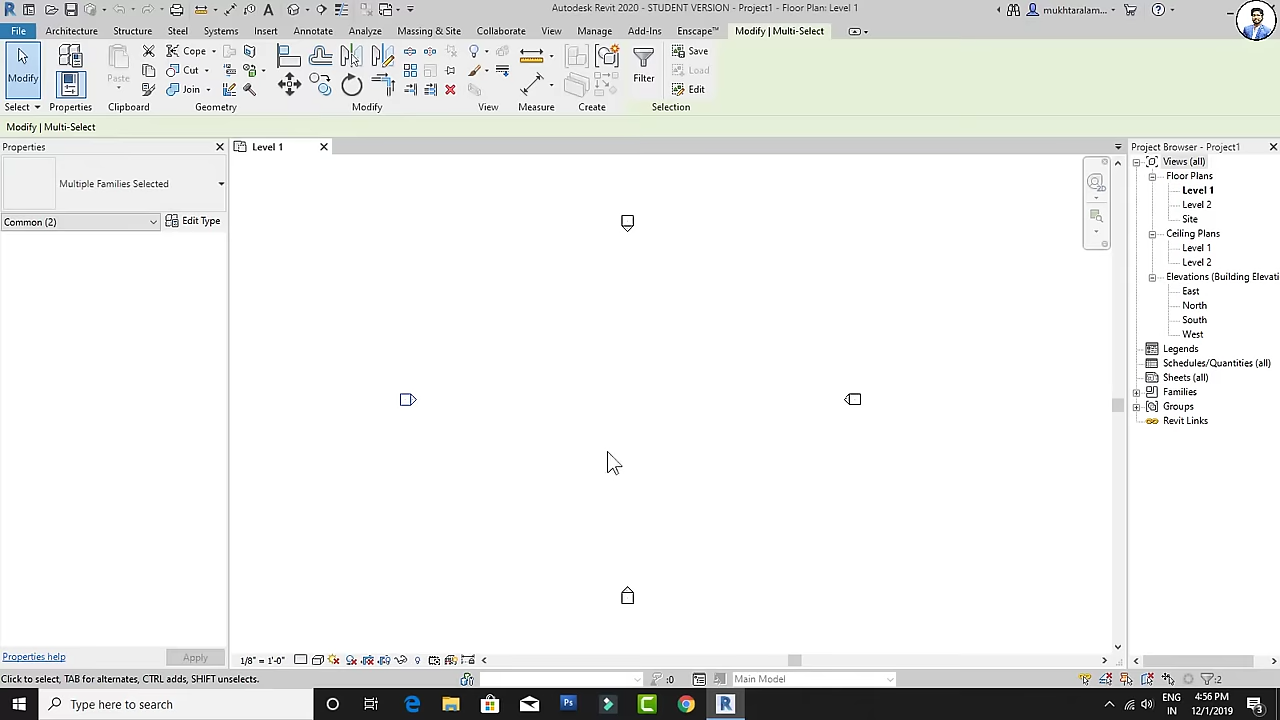 Autodesk Revit 2020 - STUDENT VERSION - Project1 - Floor Plan: Level 1
mukhtaralam...
File Architecture Structure Steel Systems Insert Annotate Analyze Massing & Site Collaborate View Manage Add-Ins Enscape™ Modify | Multi-Select
Modify
Paste
Cope
Cut
Join
Filter
Save
Load
Edit
Select Properties Clipboard Geometry Modify View Measure Create Selection
Modify | Multi-Select
Properties
Level 1
Project Browser - Project1
Multiple Families Selected
Common (2)
Edit Type
Views (all)
Floor Plans
Level 1
Level 2
Site
Ceiling Plans
Level 1
Level 2
Elevations (Building Elevati
East
North
South
West
Legends
Schedules/Quantities (all)
Sheets (all)
Families
Groups
Revit Links
2D
Properties help
Apply
1/8" = 1'-0"
Click to select, TAB for alternates, CTRL adds, SHIFT unselects.
:0
Main Model
:2
Type here to search
ENG
IN
4:56 PM
12/1/2019
3